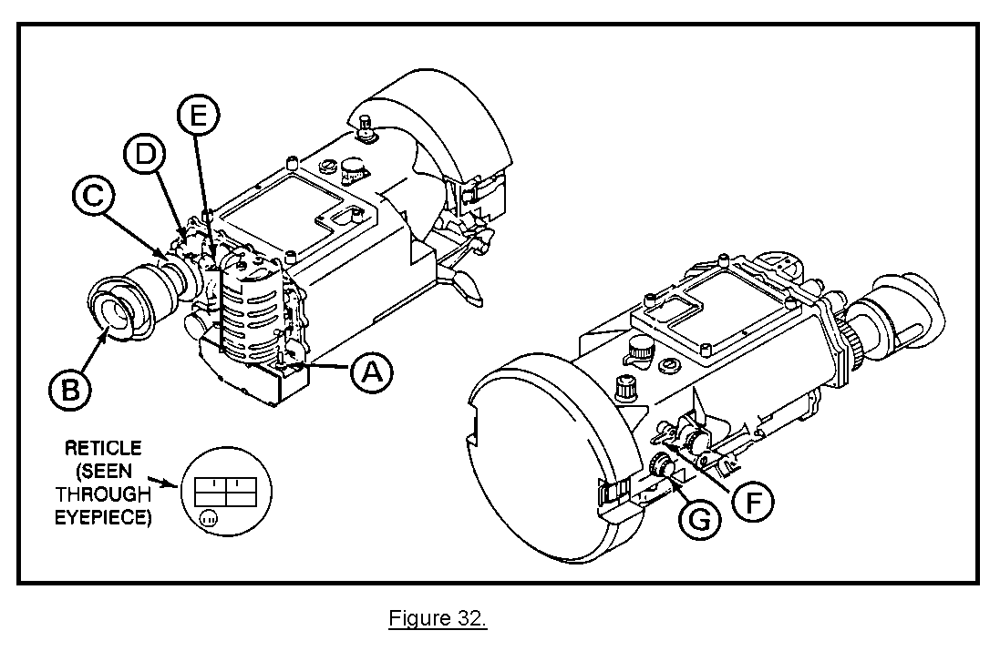 E
D
C
B
A
RETICLE
(SEEN
THROUGH
EYEPIECE)
F
G
Figure 32.